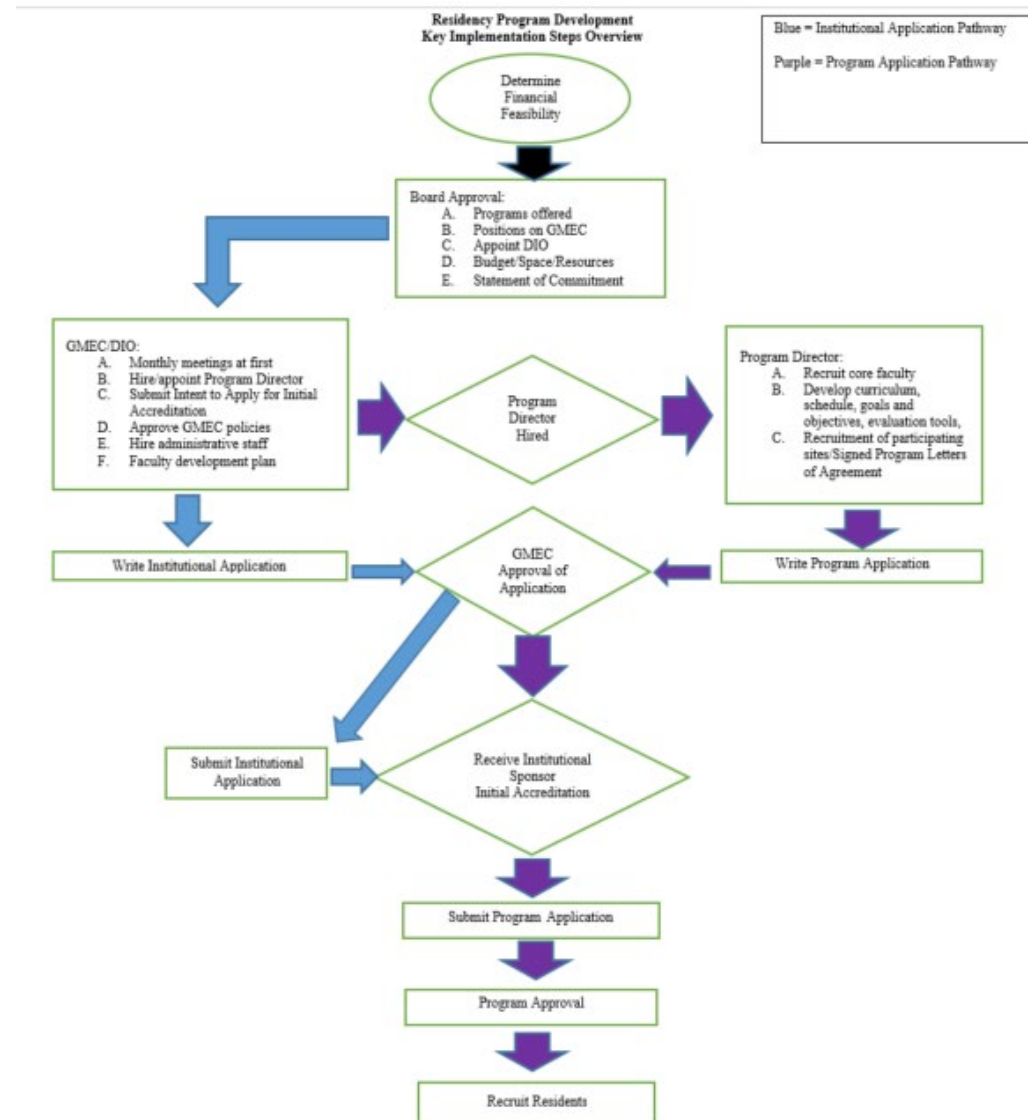 Residency Program Development
Key Implementation Steps Overview
Blue = Institutional Application Pathway
Purple = Program Application Pathway
Determine
Financial
Feasibility
Board Approval:
A. Programs offered
B. Positions on GMEC
C. Appoint DIO
D. Budget/Space/Resources
E. Statement of Commitment
GMEC/DIO:
A. Monthly meetings at first
B. Hire/appoint Program Director
C. Submit Intent to Apply for Initial
Accreditation
D. Approve GMEC policies
E. Hire administrative staff
F. Faculty development plan
Program
Director
Hired
Program Director:
A. Recruit core faculty
B. Develop curriculum,
schedule, goals and
objectives, evaluation tools,
C. Recruitment of participating
sites/Signed Program Letters
of Agreement
Write Institutional Application
GMEC
Approval of
Application
Write Program Application
Submit Institutional
Application
Receive Institutional
Sponsor
Initial Accreditation
Submit Program Application
Program Approval
Recruit Residents